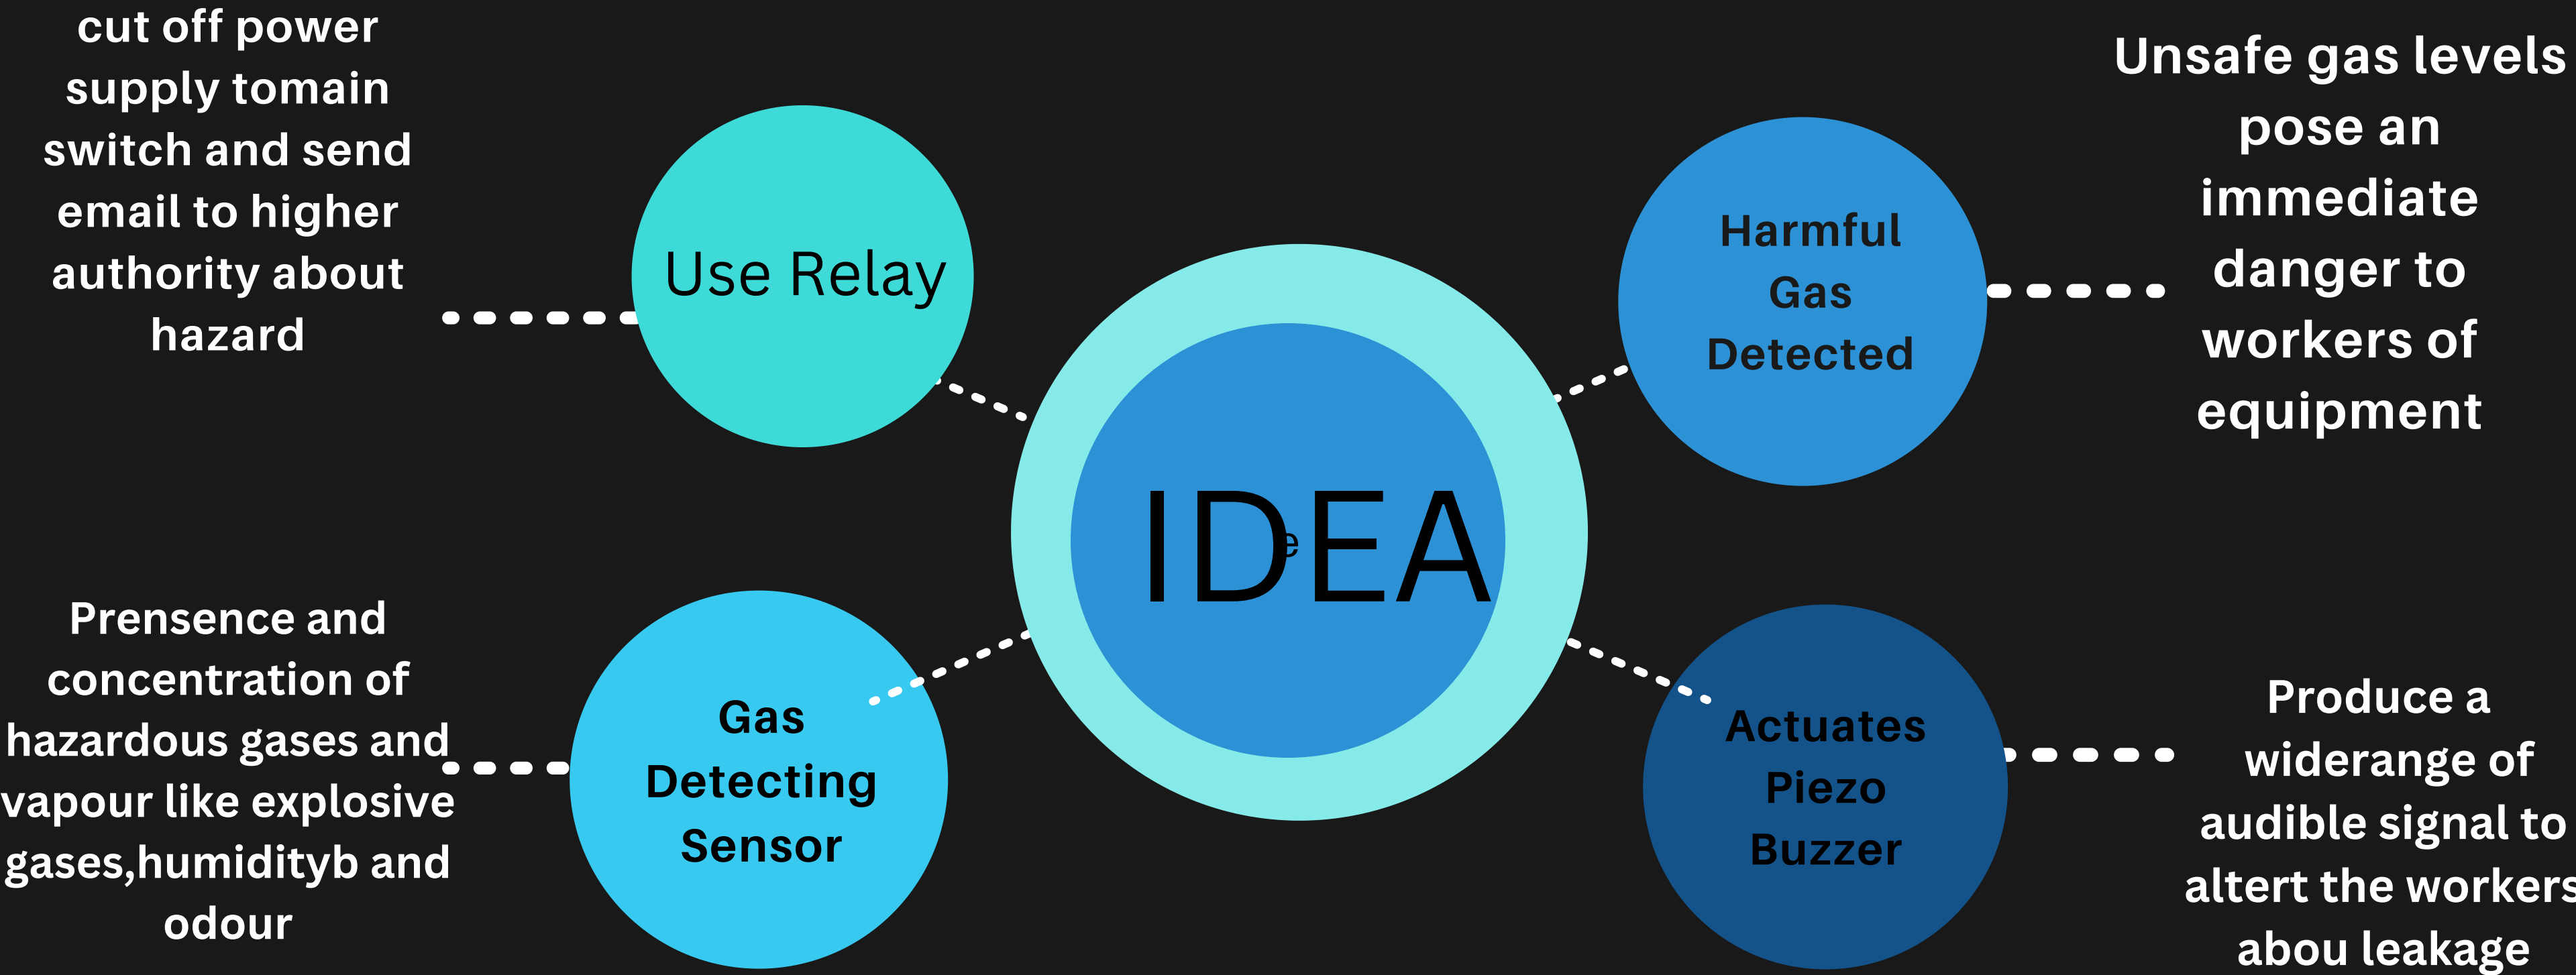 cut off power
supply tomain
switch and send
email to higher
authority about
hazard
Use Relay
Harmful
Gas
Detected
Unsafe gas levels
pose an
immediate
danger to
workers of
equipment
IDEA
e
Prensence and
concentration of
hazardous gases and
vapour like explosive
gases,humidityb and
odour
Gas
Detecting
Sensor
Actuates
Piezo
Buzzer
Produce a
widerange of
audible signal to
altert the workers
abou leakage